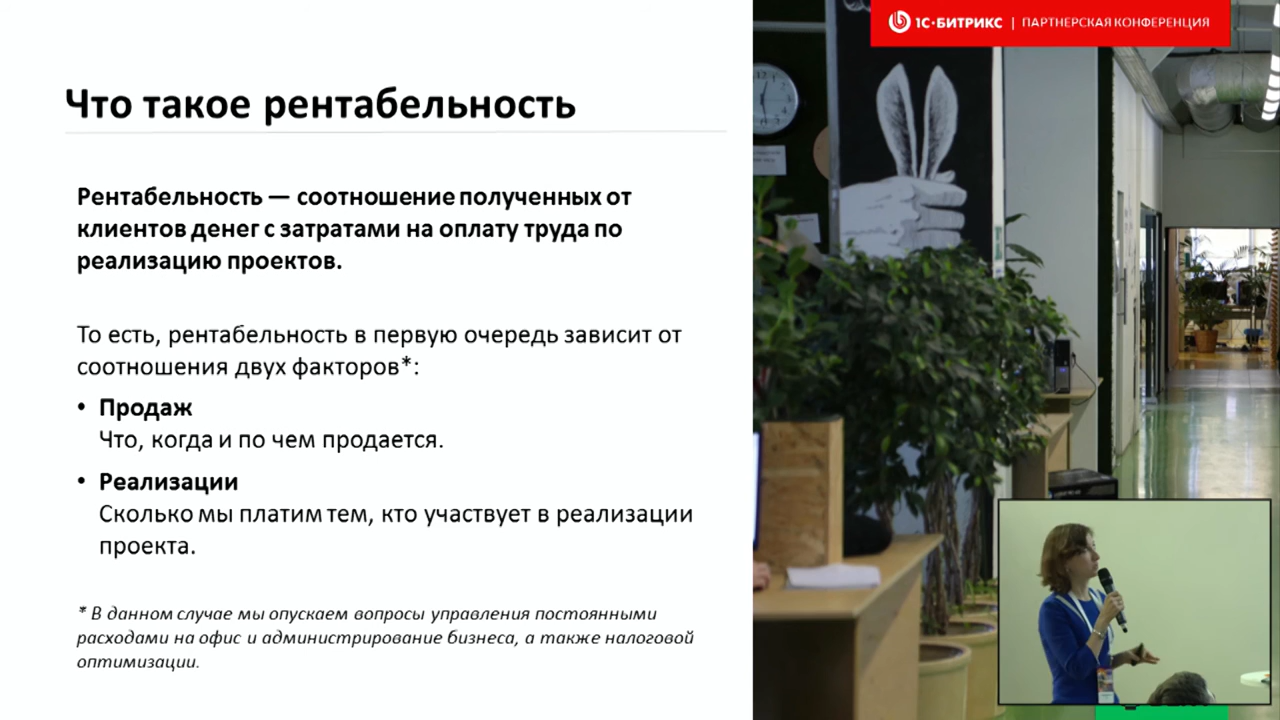 1С-БИТРИКС | ПАРТНЕРСКАЯ КОНФЕРЕНЦИЯ
Что такое рентабельность
Рентабельность — соотношение полученных от
клиентов денег с затратами на оплату труда по
реализацию проектов.
То есть, рентабельность в первую очередь зависит от
соотношения двух факторов*:
• Продаж
Что, когда и по чем продается.
• Реализации
Сколько мы платим тем, кто участвует в реализации
проекта.
* В данном случае мы опускаем вопросы управления постоянными
расходами на офис и администрирование бизнеса, а также налоговой
оптимизации.